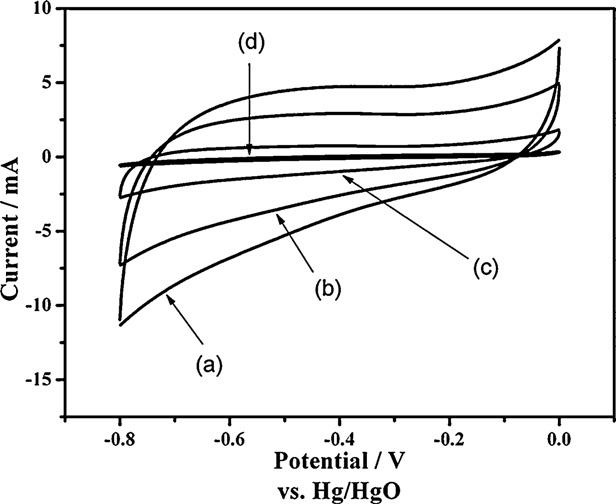 10
5
0
-5
-10
-15
Current / mA
(d)
(c)
(b)
(a)
-0.8
-0.6
-0.4
-0.2
0.0
Potential / V
vs. Hg/HgO